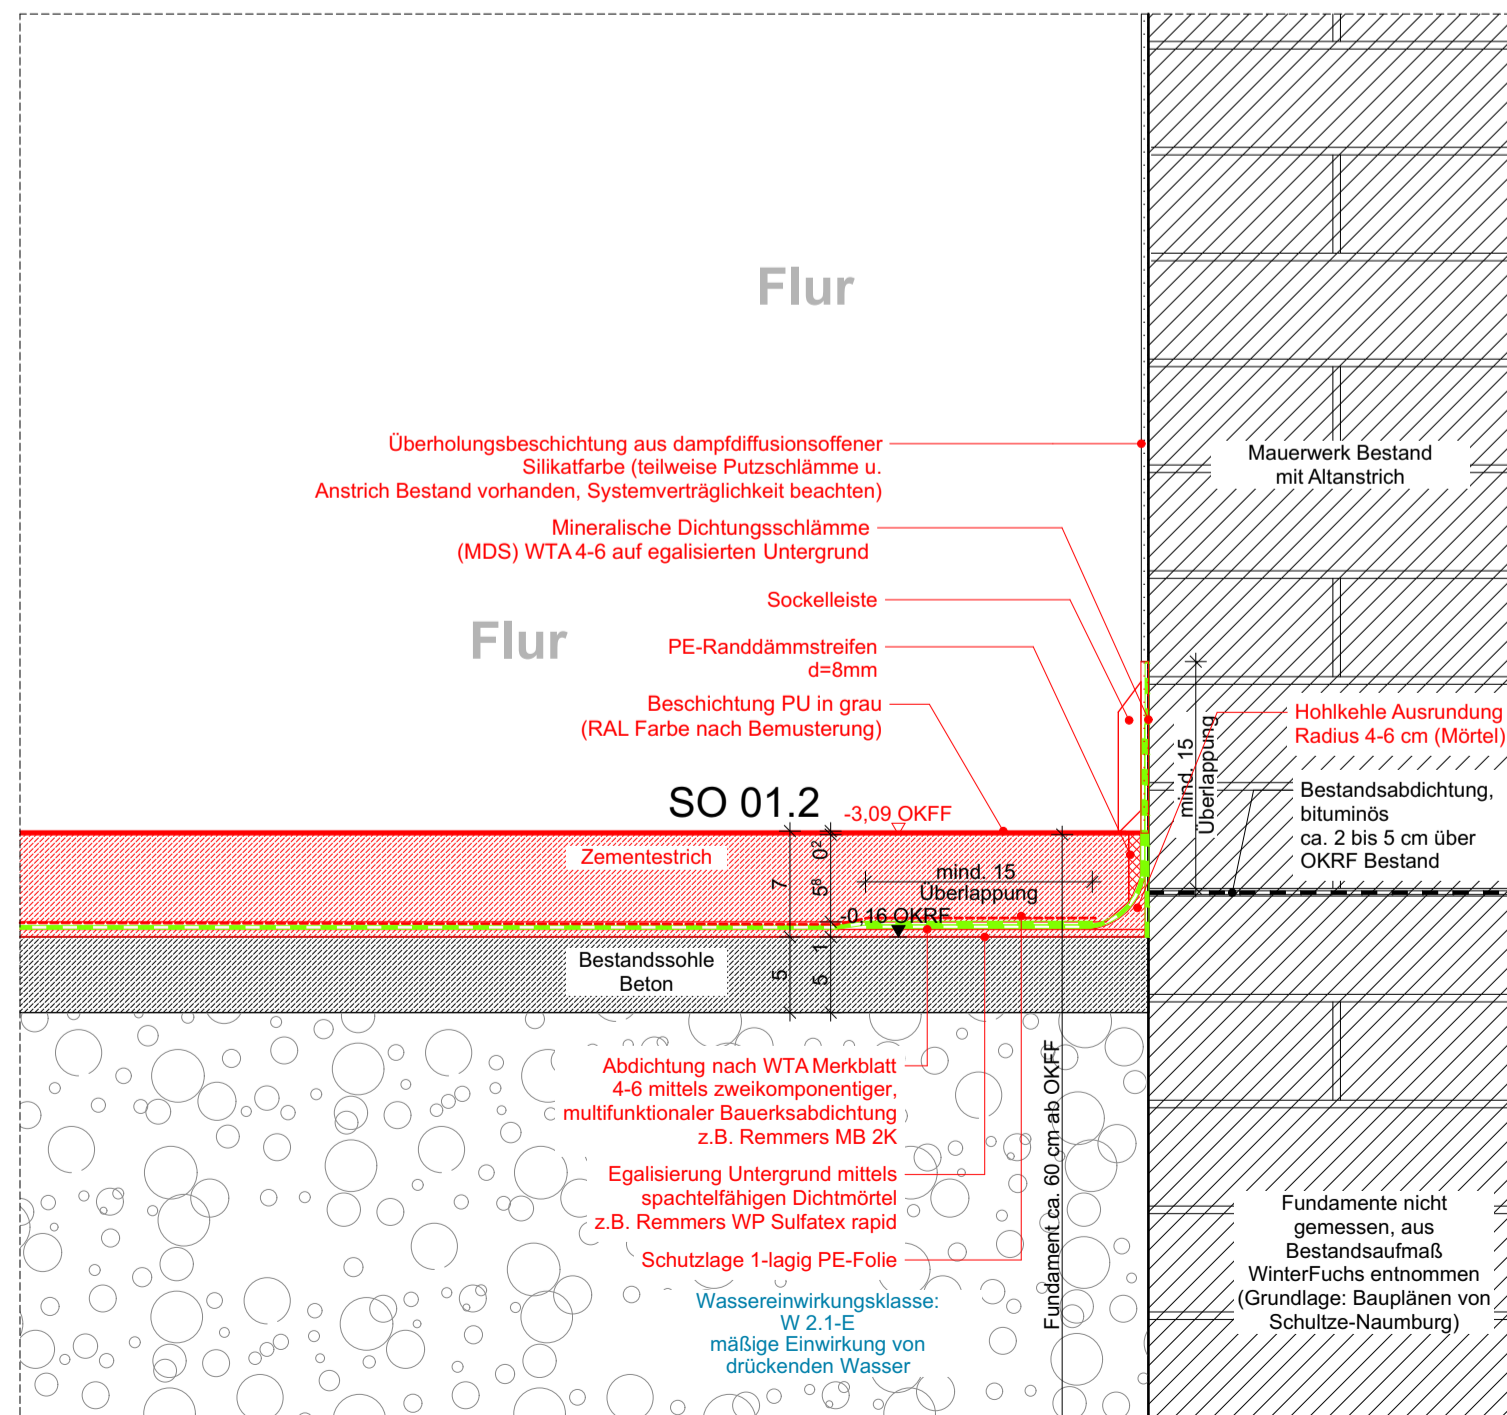 Flur
Überholungsbeschichtung aus dampfdiffusionsoffener
Silikatfarbe (teilweise Putzschlämme u.
Anstrich Bestand vorhanden, Systemverträglichkeit beachten)
Mauerwerk Bestand
mit Altanstrich
Mineralische Dichtungsschlämme
(MDS) WTA 4-6 auf egalisierten Untergrund
Sockelleiste
Flur
PE-Randdämmstreifen
d=8mm
Beschichtung PU in grau
(RAL Farbe nach Bemusterung)
mind. 15
Überlappung
Hohlkehle Ausrundung
Radius 4-6 cm (Mörtel)
Bestandsabdichtung,
bituminös
ca. 2 bis 5 cm über
OKRF Bestand
SO 01.2
-3,09 OKFF
Zementestrich
7
0²
5⁸
mind. 15
Überlappung
-0,16 OKRF
1
5
5
Bestandssohle
Beton
Fundament ca. 60 cm ab OKFF
Abdichtung nach WTA Merkblatt
4-6 mittels zweikomponentiger,
multifunktionaler Bauerksabdichtung
z.B. Remmers MB 2K
Egalisierung Untergrund mittels
spachtelfähigen Dichtmörtel
z.B. Remmers WP Sulfatex rapid
Schutzlage 1-lagig PE-Folie
Wassereinwirkungsklasse:
W 2.1-E
mäßige Einwirkung von
drückenden Wasser
Fundamente nicht
gemessen, aus
Bestandsaufmaß
WinterFuchs entnommen
(Grundlage: Bauplänen von
Schultze-Naumburg)